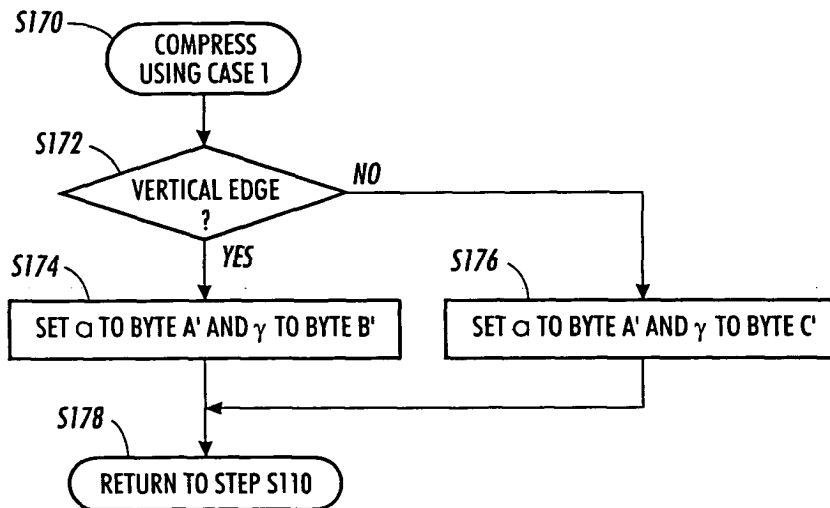 S170
COMPRESS
USING CASE 1
S172
VERTICAL EDGE
?
NO
YES
S174
SET α TO BYTE A' AND γ TO BYTE B'
S176
SET α TO BYTE A' AND γ TO BYTE C'
S178
RETURN TO STEP S110